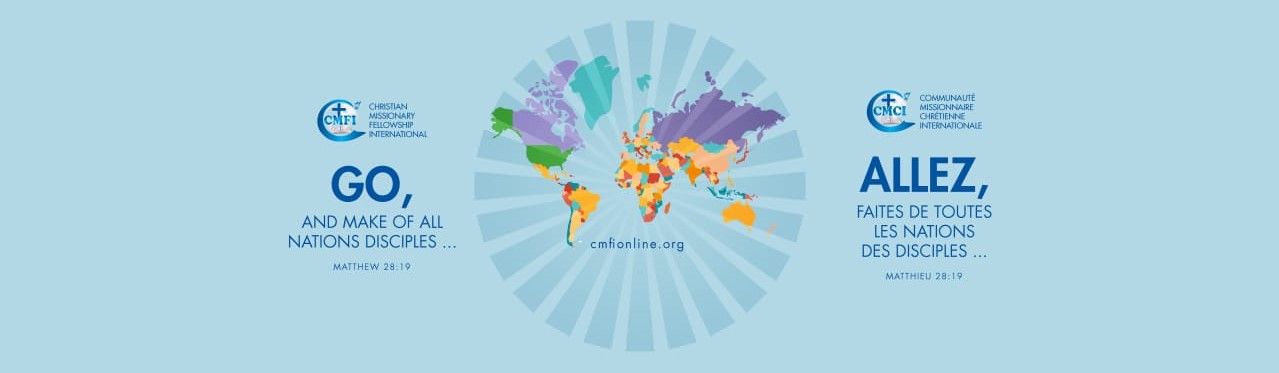 CMFI
CHRISTIAN
MISSIONARY
FELLOWSHIP
INTERNATIONAL
GO,
AND MAKE OF ALL
NATIONS DISCIPLES ...
MATTHEW 28:19
cmfionline.org
CMCI
COMMUNAUTÉ
MISSIONNAIRE
CHRÉTIENNE
INTERNATIONALE
ALLEZ,
FAITES DE TOUTES
LES NATIONS
DES DISCIPLES ...
MATTHIEU 28:19